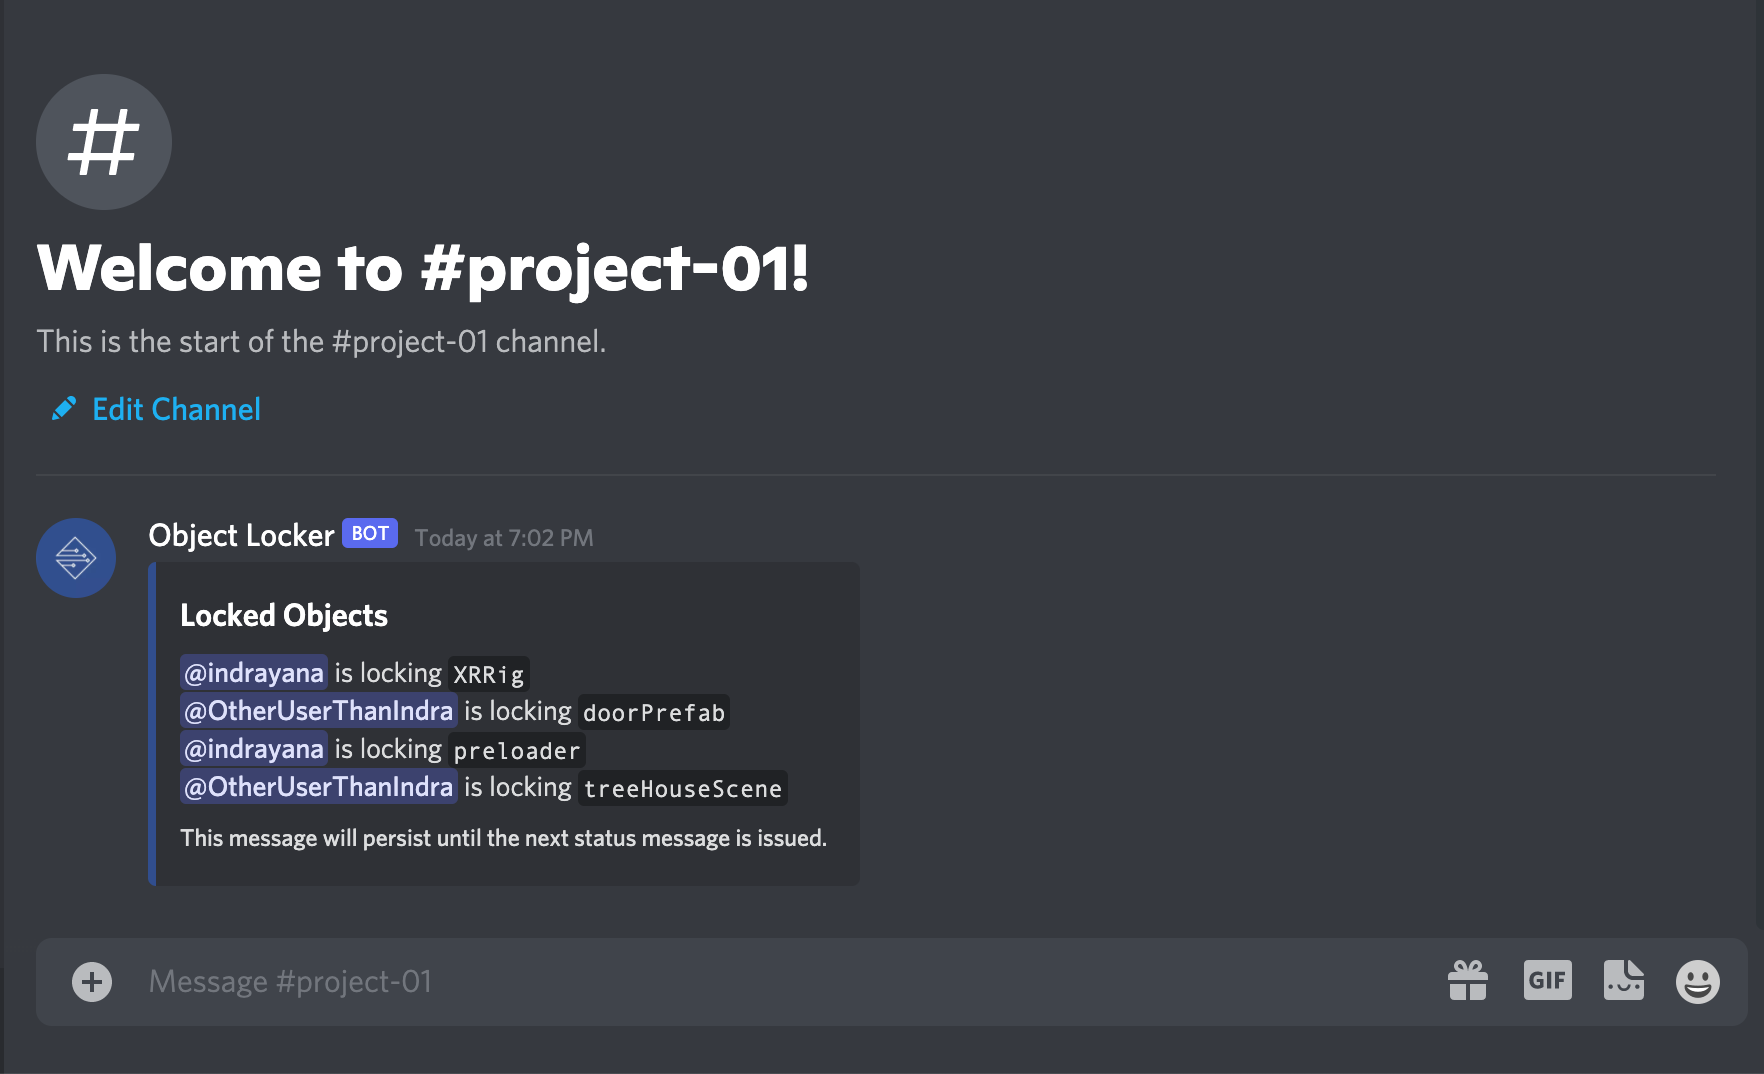 #
Welcome to #project-01!
This is the start of the #project-01 channel.
Edit Channel
Object Locker BOT Today at 7:02 PM
Locked Objects
@indrayana is locking XRRig
@OtherUserThanIndra is locking doorPrefab
@indrayana is locking preloader
@OtherUserThanIndra is locking treeHouseScene
This message will persist until the next status message is issued.
Message #project-01 GIF